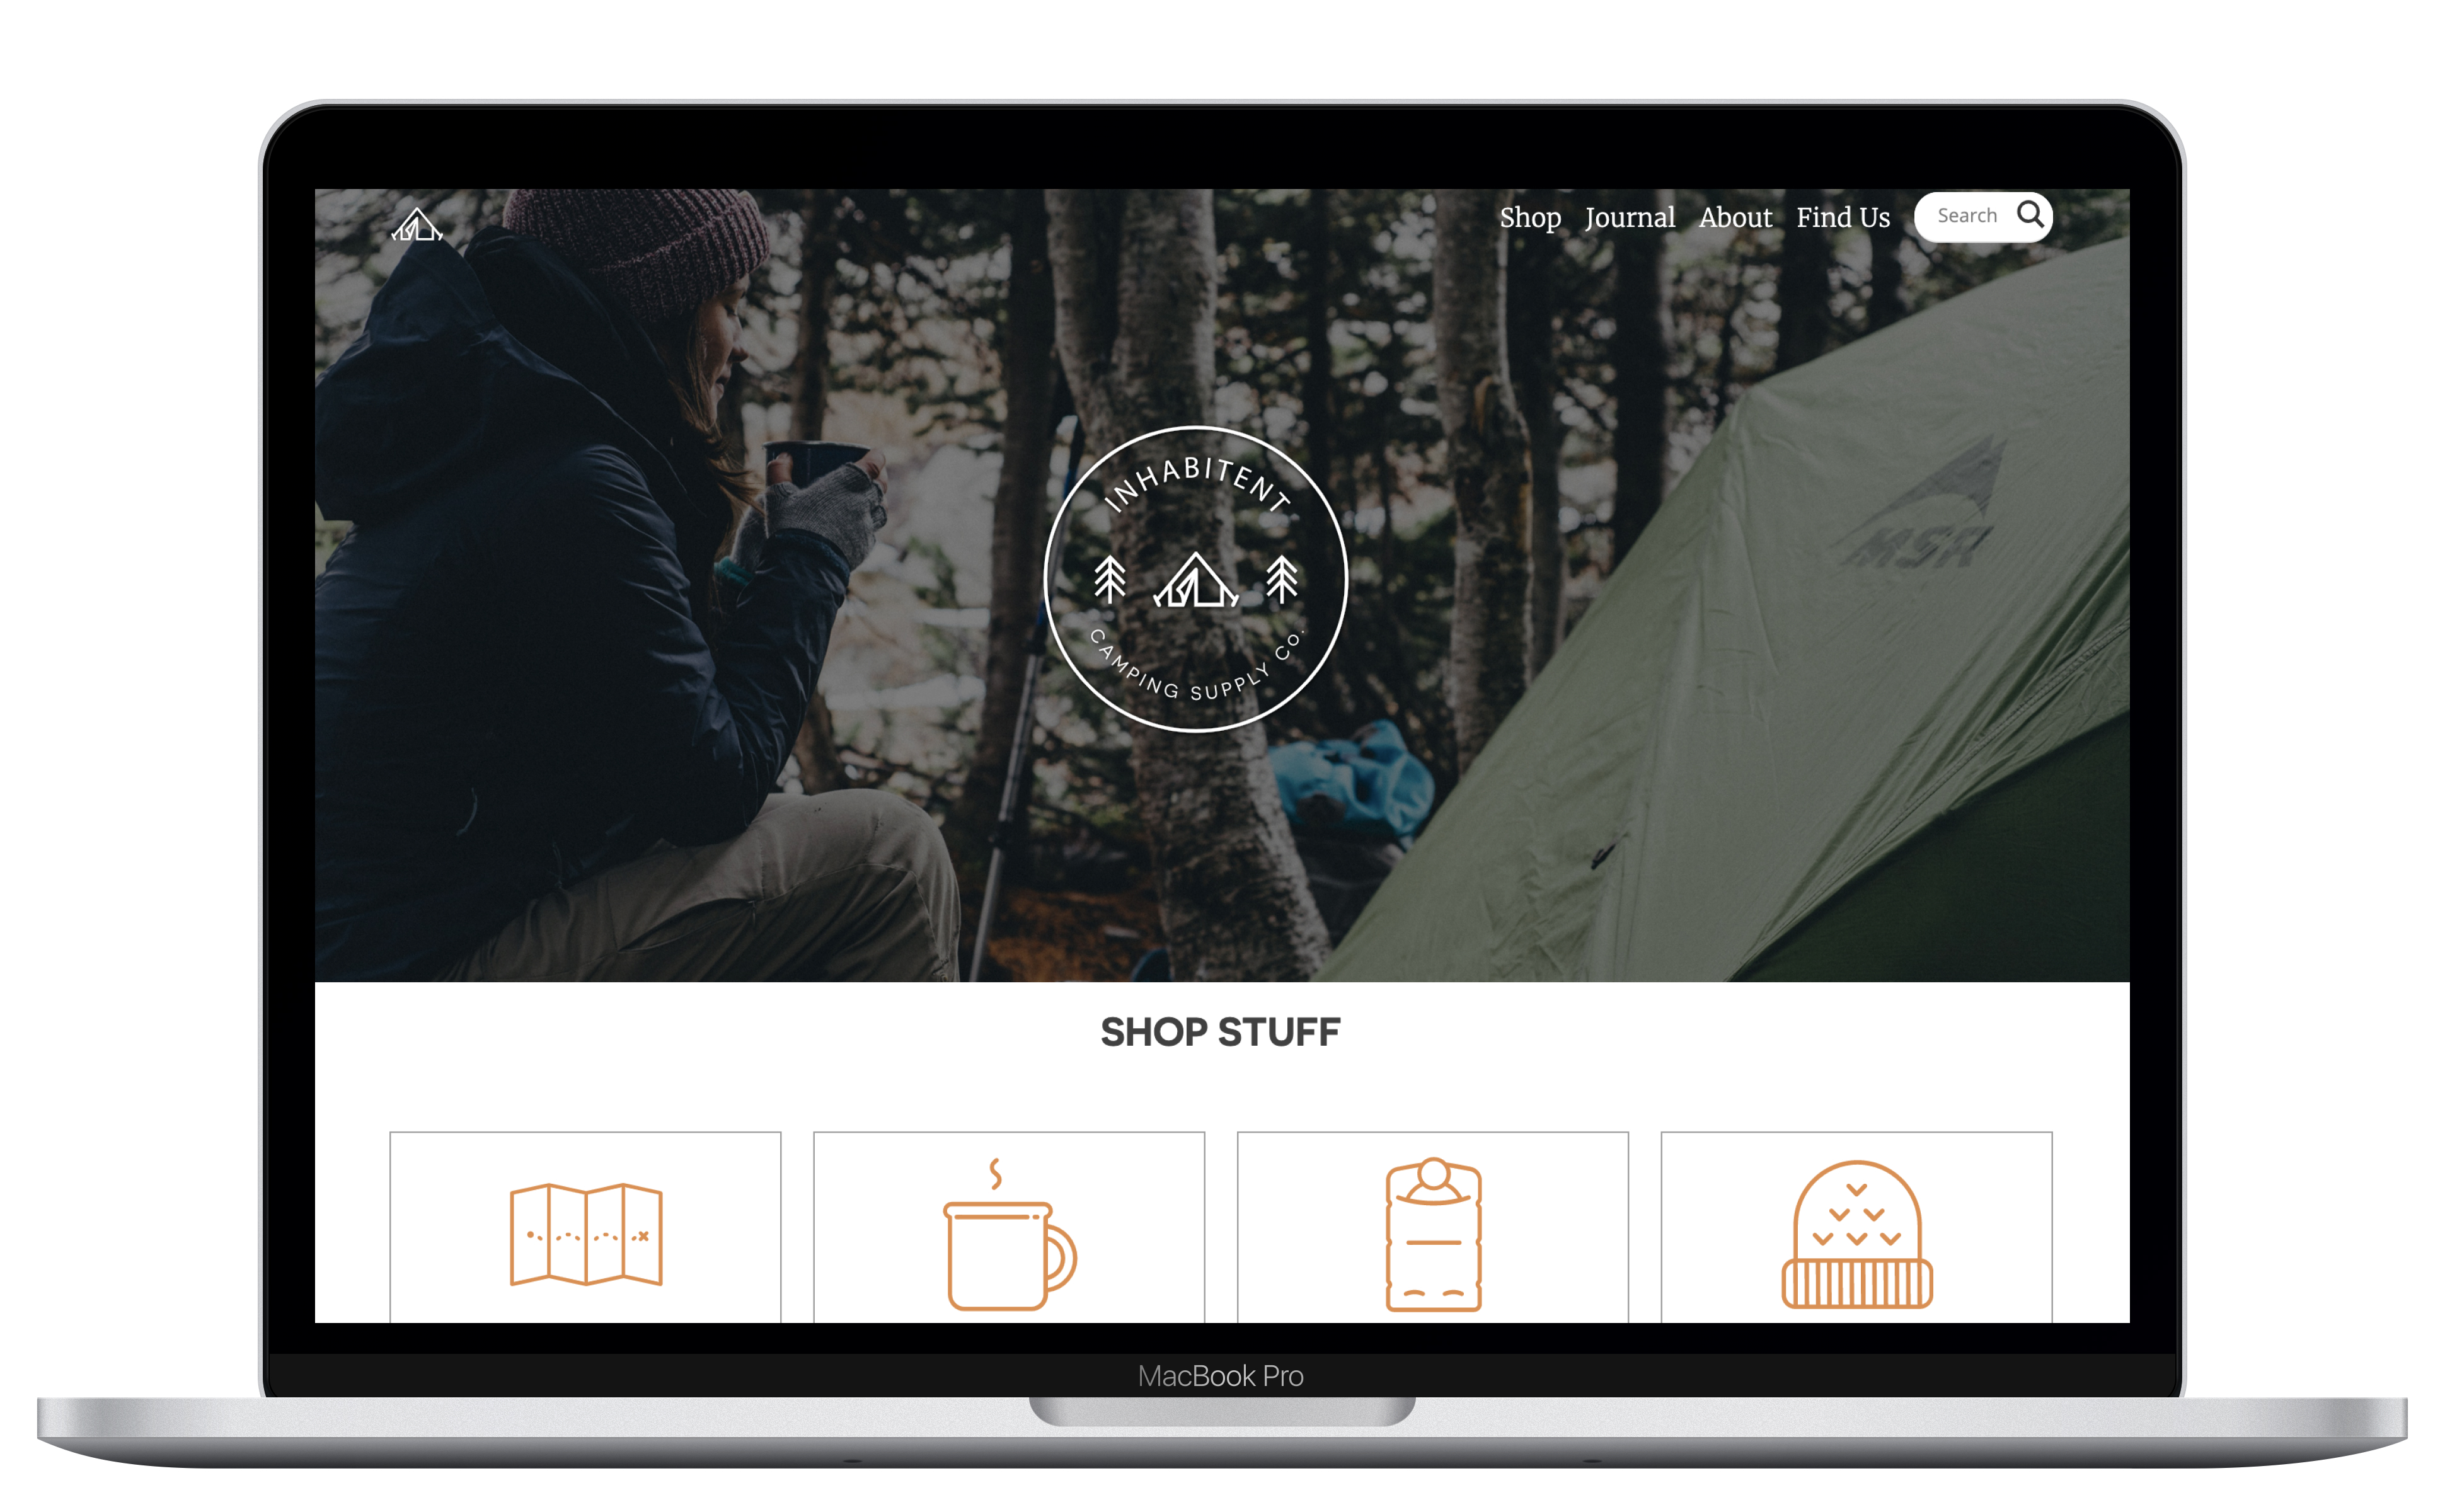 Shop Journal About Find Us Search
INHABITENT
CAMPING SUPPLY Co.
MSR
SHOP STUFF
MacBook Pro